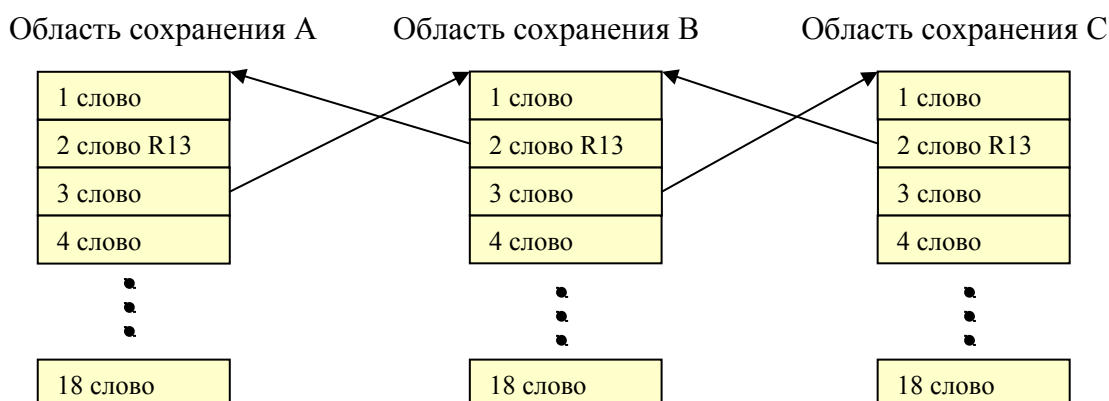 Область сохранения А Область сохранения В Область сохранения С
1 слово 1 слово 1 слово
2 слово R13 2 слово R13 2 слово R13
3 слово 3 слово 3 слово
4 слово 4 слово 4 слово
18 слово 18 слово 18 слово